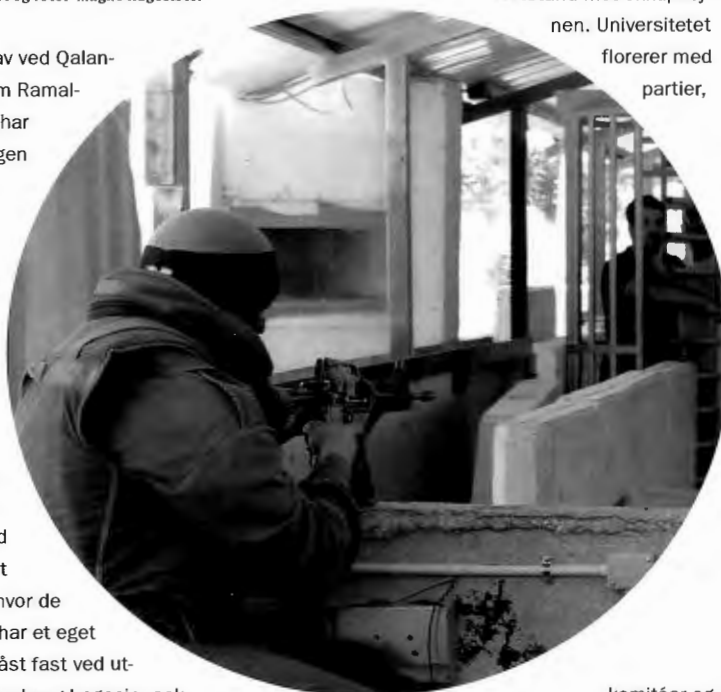 av ved Qalan-
m Ramal-
har
gen
d
t
hvor de
har et eget
åst fast ved ut-
nen. Universitetet
florerer med
partier,
komitéer og